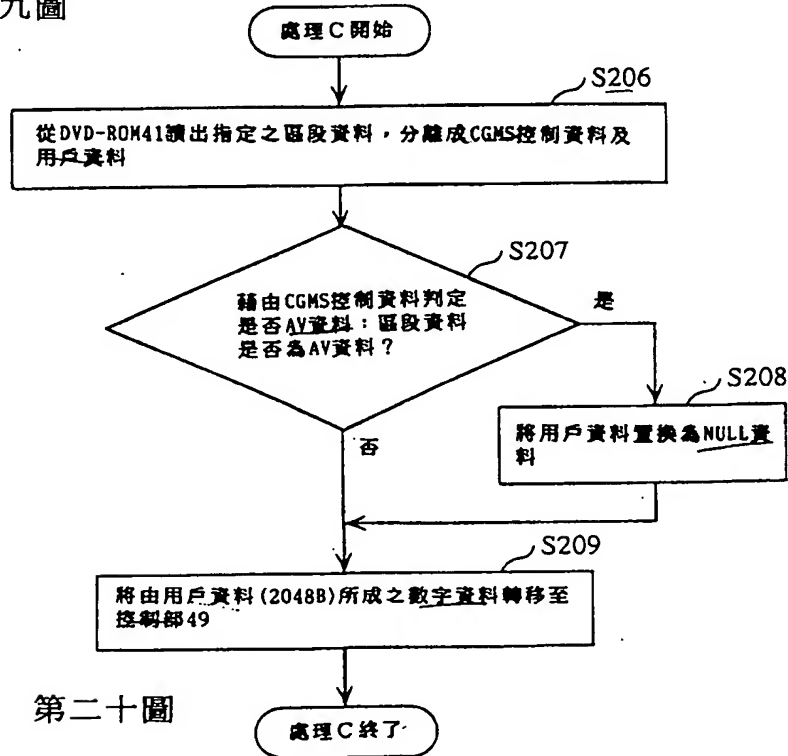 九圖
處理C開始
S206
從DVD-ROM41讀出指定之區段資料，分離成CGMS控制資料及
用戶資料
S207
藉由CGMS控制資料判定
是否AV資料：區段資料
是否為AV資料？
是
S208
將用戶資料置換為NULL資
料
否
S209
將由用戶資料(2048B)所成之數字資料轉移至
控制部49
第二十圖
處理C終了